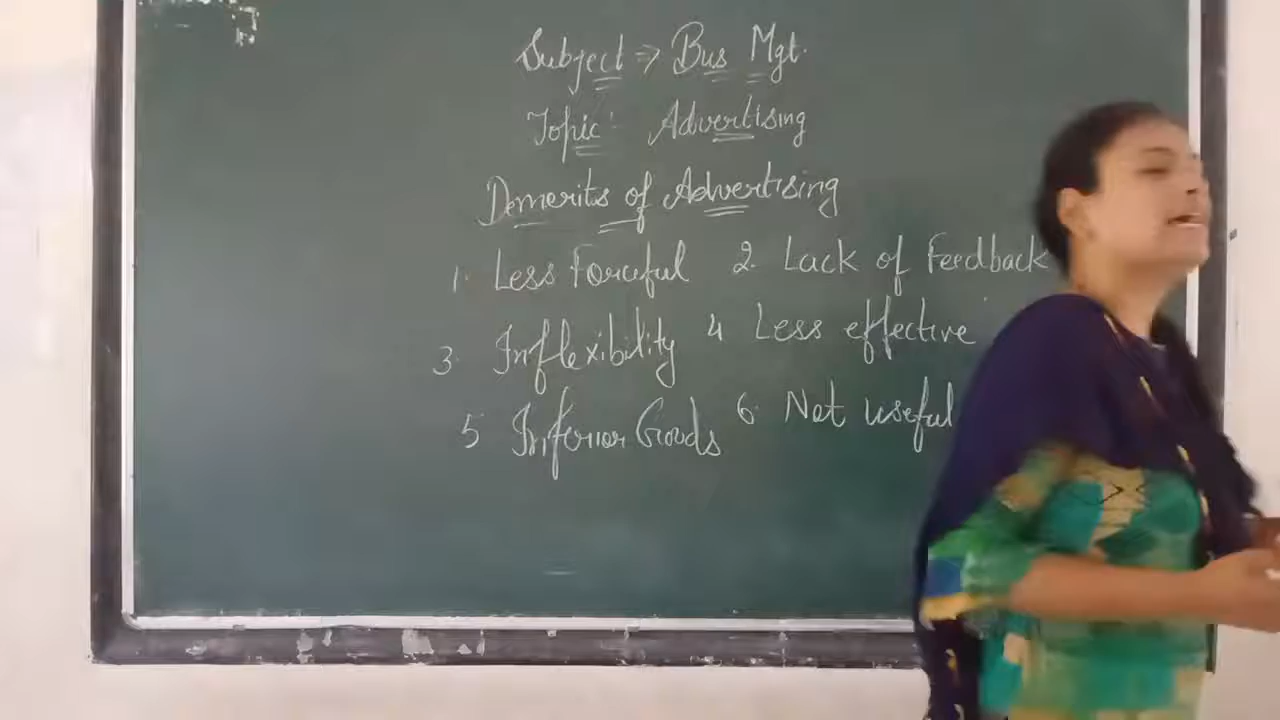 Subject ⇒ Bus Mgt.
Topic: Advertising
Demerits of Advertising
1. Less Forceful 2. Lack of Feedback
3. Inflexibility 4 Less effective
5 Inferior Goods 6. Not useful